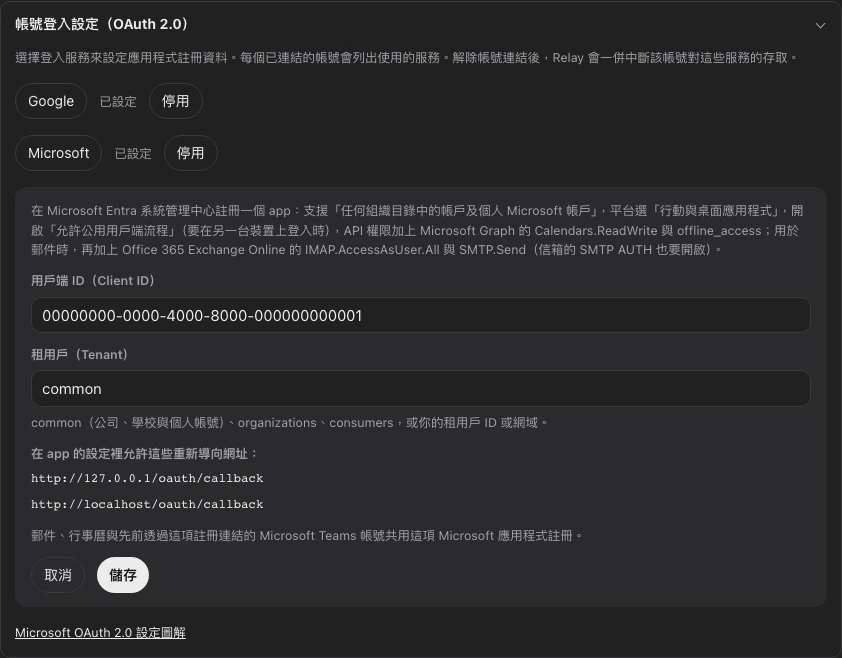 帳號登入設定（OAuth 2.0）
選擇登入服務來設定應用程式註冊資料。每個已連結的帳號會列出使用的服務。解除帳號連結後，Relay 會一併中斷該帳號對這些服務的存取。
Google 已設定 停用
Microsoft 已設定 停用
在 Microsoft Entra 系統管理中心註冊一個 app：支援「任何組織目錄中的帳戶及個人 Microsoft 帳戶」，平台選「行動與桌面應用程式」，開
啟「允許公用用戶端流程」（要在另一台裝置上登入時），API 權限加上 Microsoft Graph 的 Calendars.ReadWrite 與 offline_access；用於
郵件時，再加上 Office 365 Exchange Online 的 IMAP.AccessAsUser.All 與 SMTP.Send（信箱的 SMTP AUTH 也要開啟）。
用戶端 ID（Client ID）
00000000-0000-4000-8000-000000000001
租用戶（Tenant）
common
common（公司、學校與個人帳號）、organizations、consumers，或你的租用戶 ID 或網域。
在 app 的設定裡允許這些重新導向網址：
http://127.0.0.1/oauth/callback
http://localhost/oauth/callback
郵件、行事曆與先前透過這項註冊連結的 Microsoft Teams 帳號共用這項 Microsoft 應用程式註冊。
取消 儲存
Microsoft OAuth 2.0 設定圖解